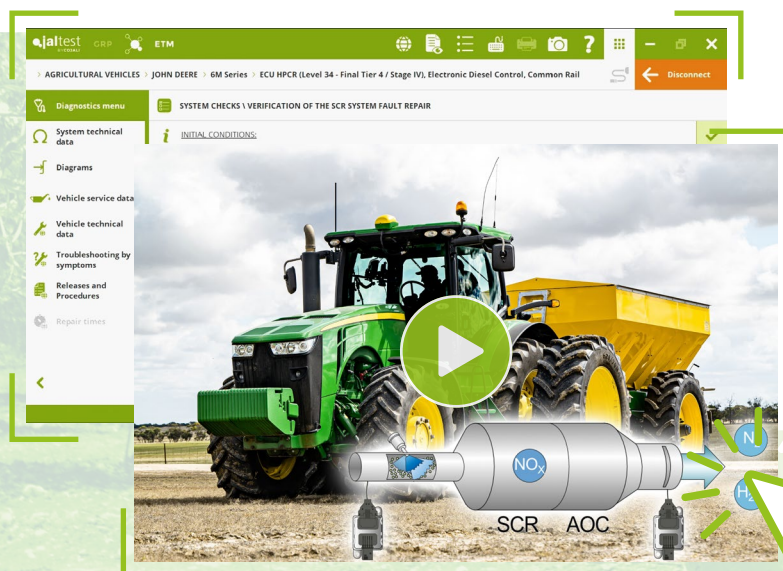 jaltest
BY COJALI
GRP
ETM
?
> AGRICULTURAL VEHICLES > JOHN DEERE > 6M Series > ECU HPCR (Level 34 - Final Tier 4 / Stage IV), Electronic Diesel Control, Common Rail
Disconnect
Diagnostics menu
SYSTEM CHECKS \ VERIFICATION OF THE SCR SYSTEM FAULT REPAIR
System technical
data
i INITIAL CONDITIONS:
Diagrams
Vehicle service data
Vehicle technical
data
Troubleshooting by
symptoms
Releases and
Procedures
Repair times
NOx
SCR AOC